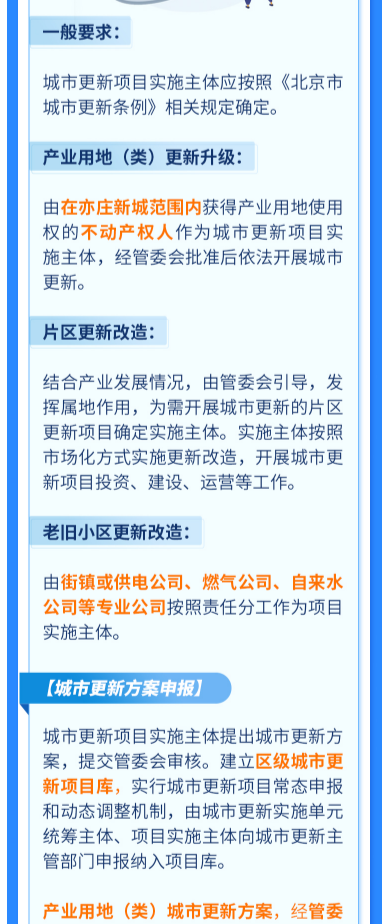 一般要求：
城市更新项目实施主体应按照《北京市
城市更新条例》相关规定确定。
产业用地（类）更新升级：
由在亦庄新城范围内获得产业用地使用
权的不动产权人作为城市更新项目实
施主体，经管委会批准后依法开展城市
更新。
片区更新改造：
结合产业发展情况，由管委会引导，发
挥属地作用，为需开展城市更新的片区
更新项目确定实施主体。实施主体按照
市场化方式实施更新改造，开展城市更
新项目投资、建设、运营等工作。
老旧小区更新改造：
由街镇或供电公司、燃气公司、自来水
公司等专业公司按照责任分工作为项目
实施主体。
【城市更新方案申报】
城市更新项目实施主体提出城市更新方
案，提交管委会审核。建立区级城市更
新项目库，实行城市更新项目常态申报
和动态调整机制，由城市更新实施单元
统筹主体、项目实施主体向城市更新主
管部门申报纳入项目库。
产业用地（类）城市更新方案，经管委